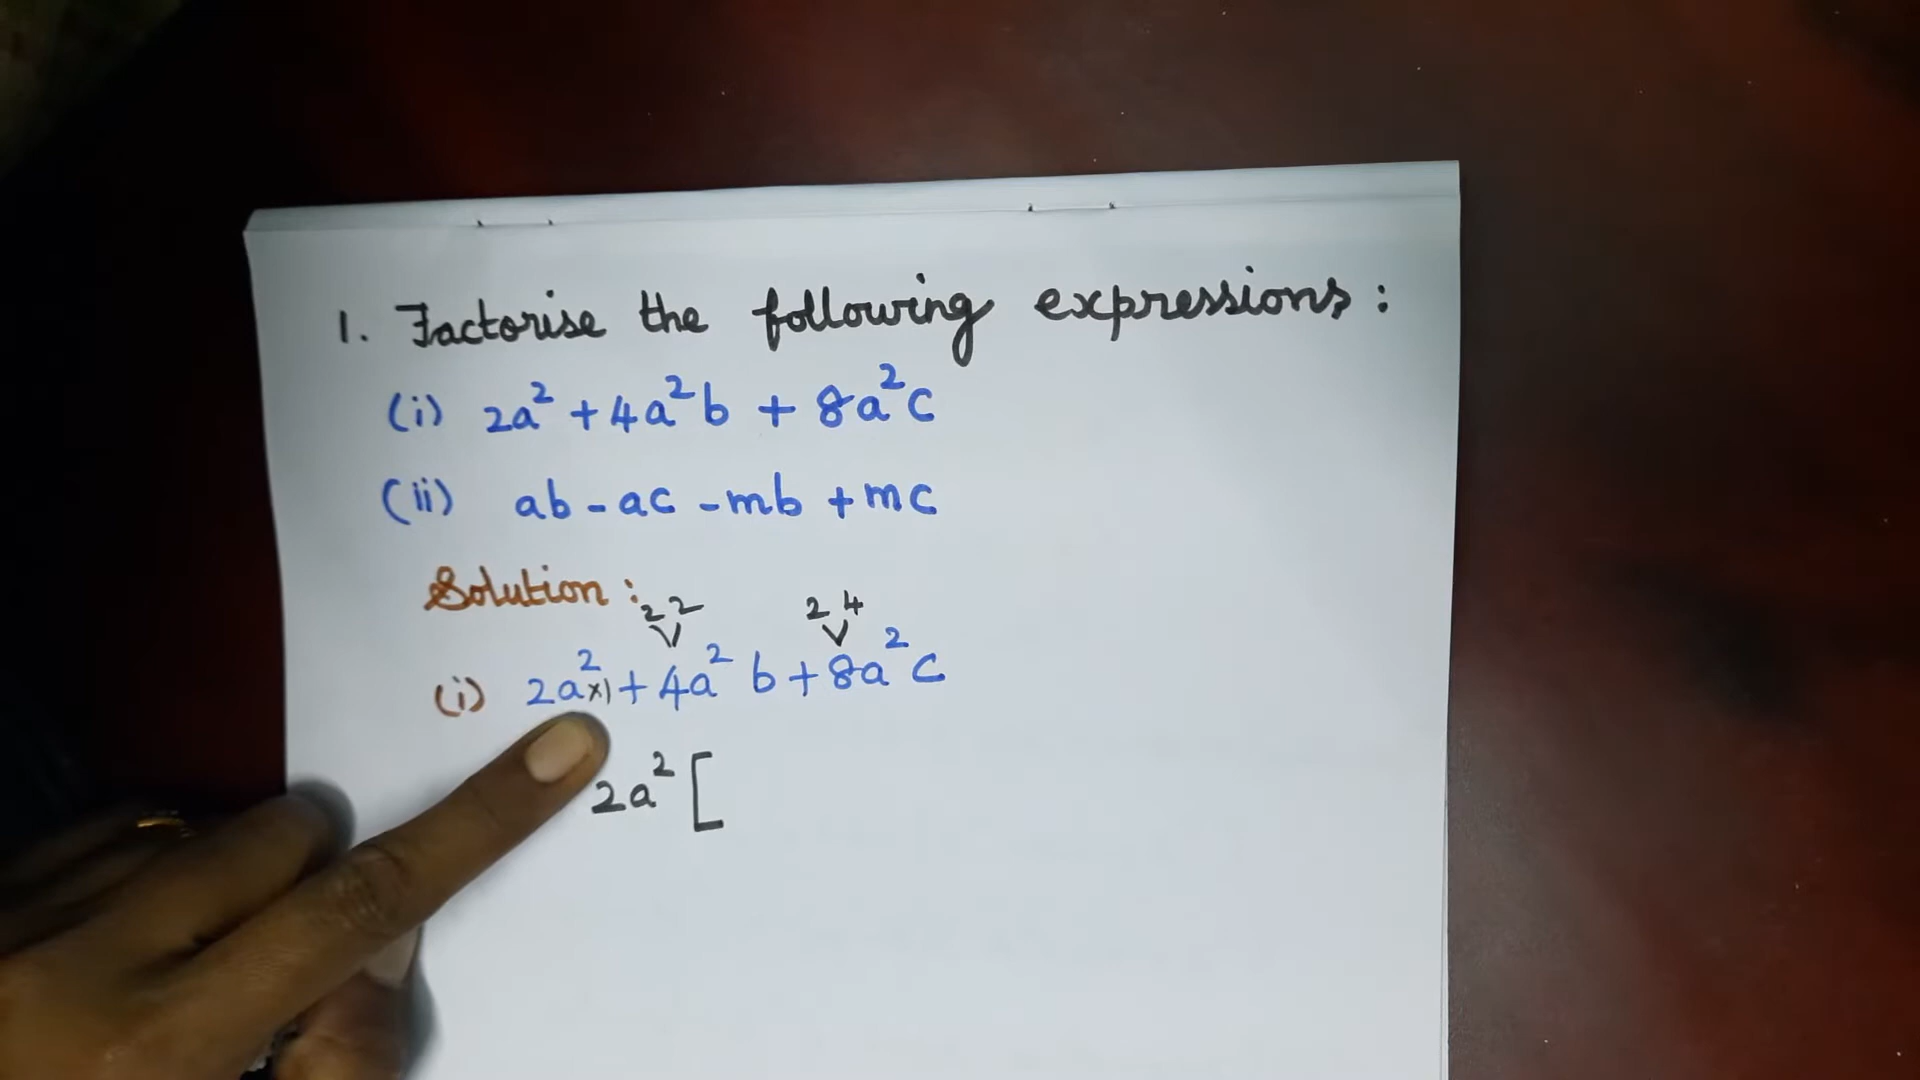 1. Factorise the following expressions:
(i) 2a² + 4a²b + 8a²c
(ii) ab - ac - mb + mc
Solution:
2 2 2 4
(i) 2a²×1 + 4a² b + 8a²c
2a² [